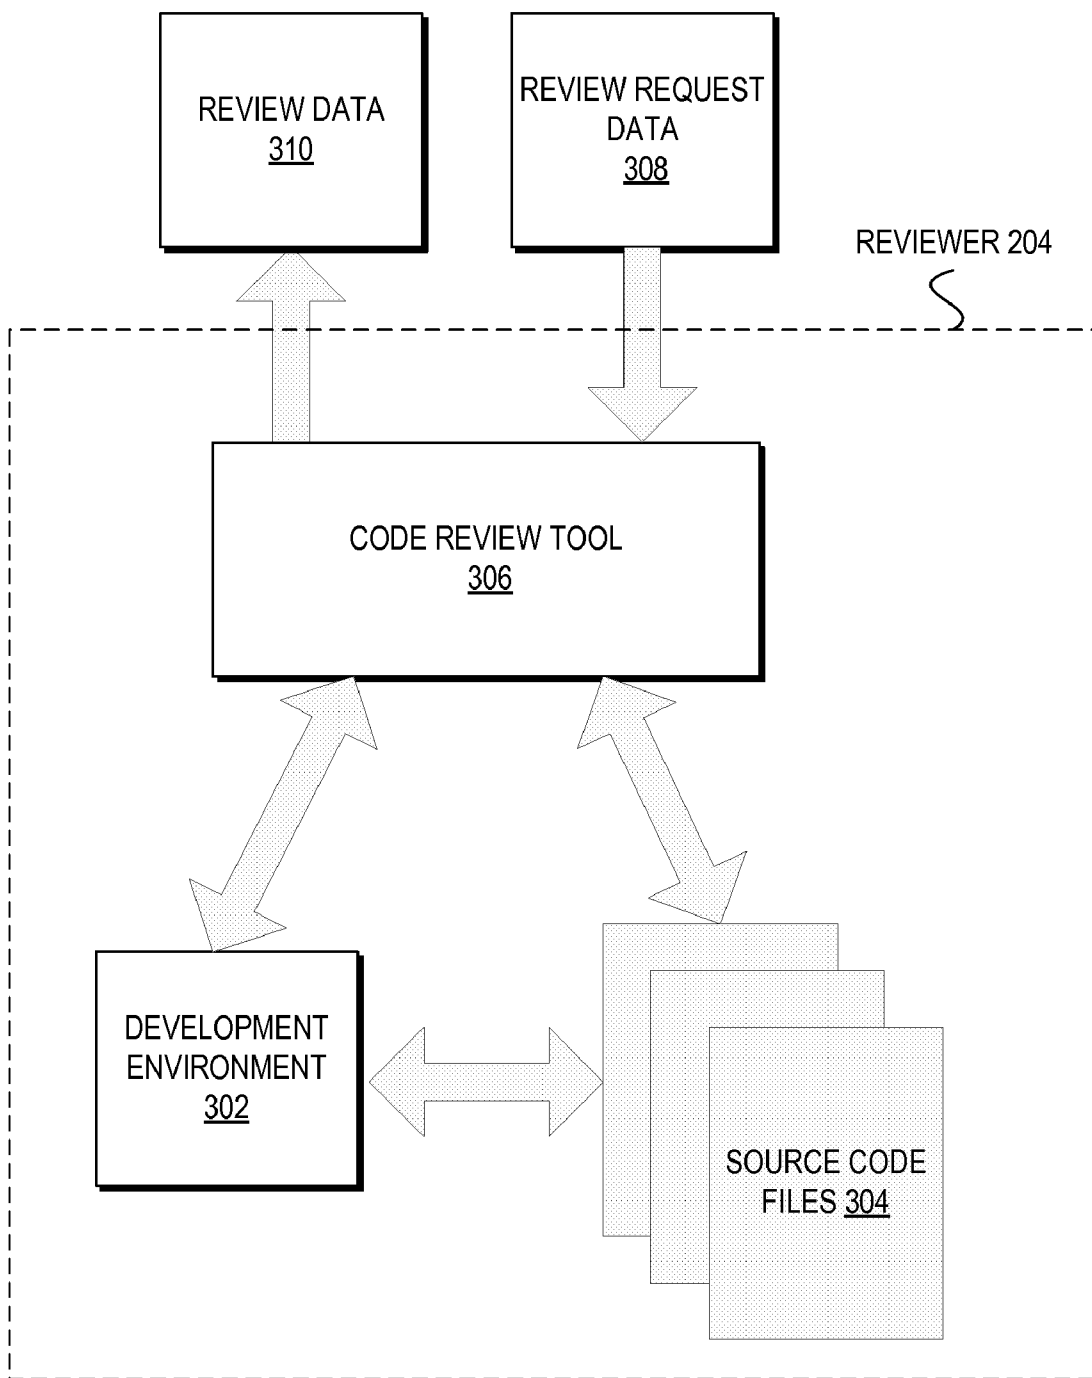 REVIEW DATA
310
REVIEW REQUEST
DATA
308
REVIEWER 204
CODE REVIEW TOOL
306
DEVELOPMENT
ENVIRONMENT
302
SOURCE CODE
FILES 304